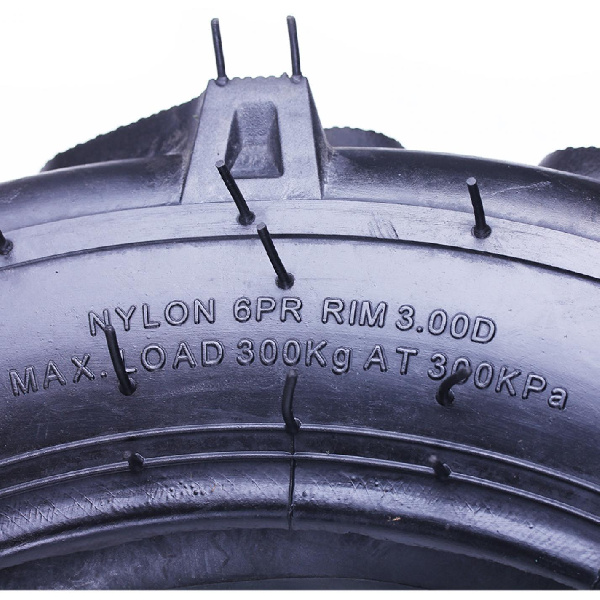 NYLON 6PR RIM 3.00D
MAX. LOAD 300Kg AT 300KPa